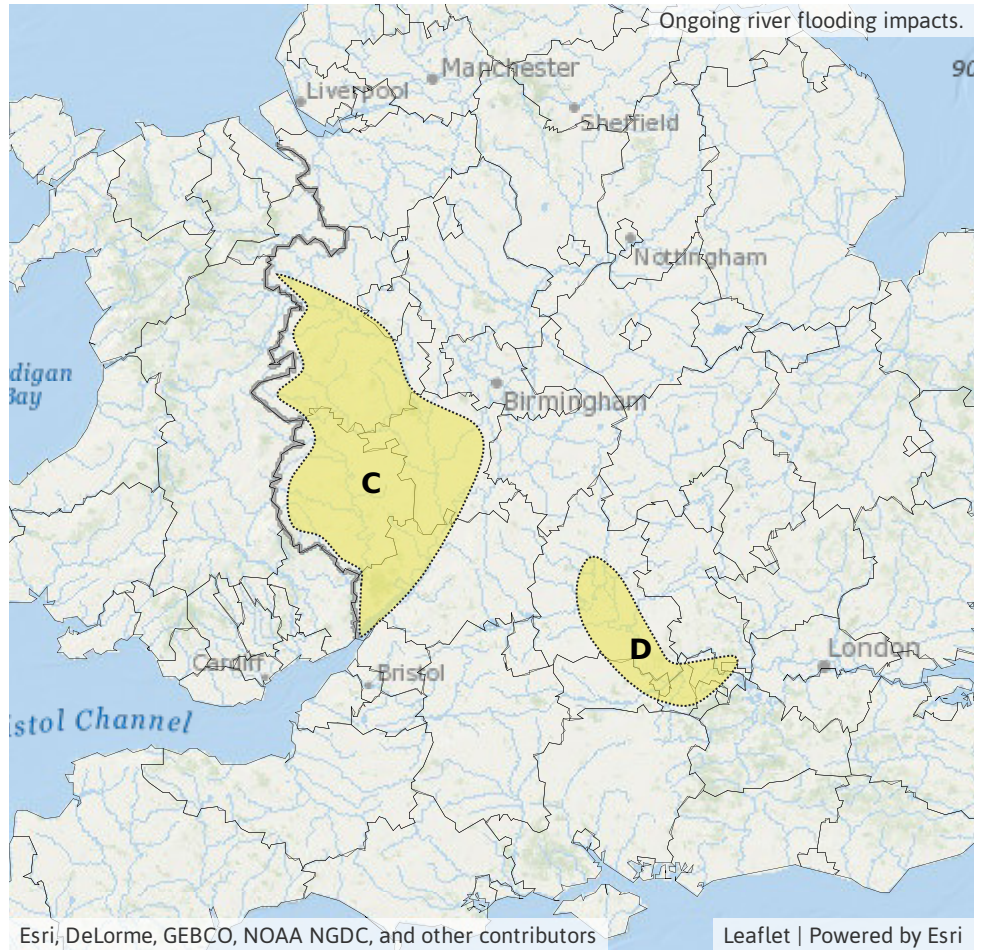 Ongoing river flooding impacts.
Manchester
90
Liverpool
Sheffield
Nottingham
digan
Bay
Birmingham
C
D
London
Cardiff
Bristol
istol Channel
Esri, DeLorme, GEBCO, NOAA NGDC, and other contributors
Leaflet | Powered by Esri